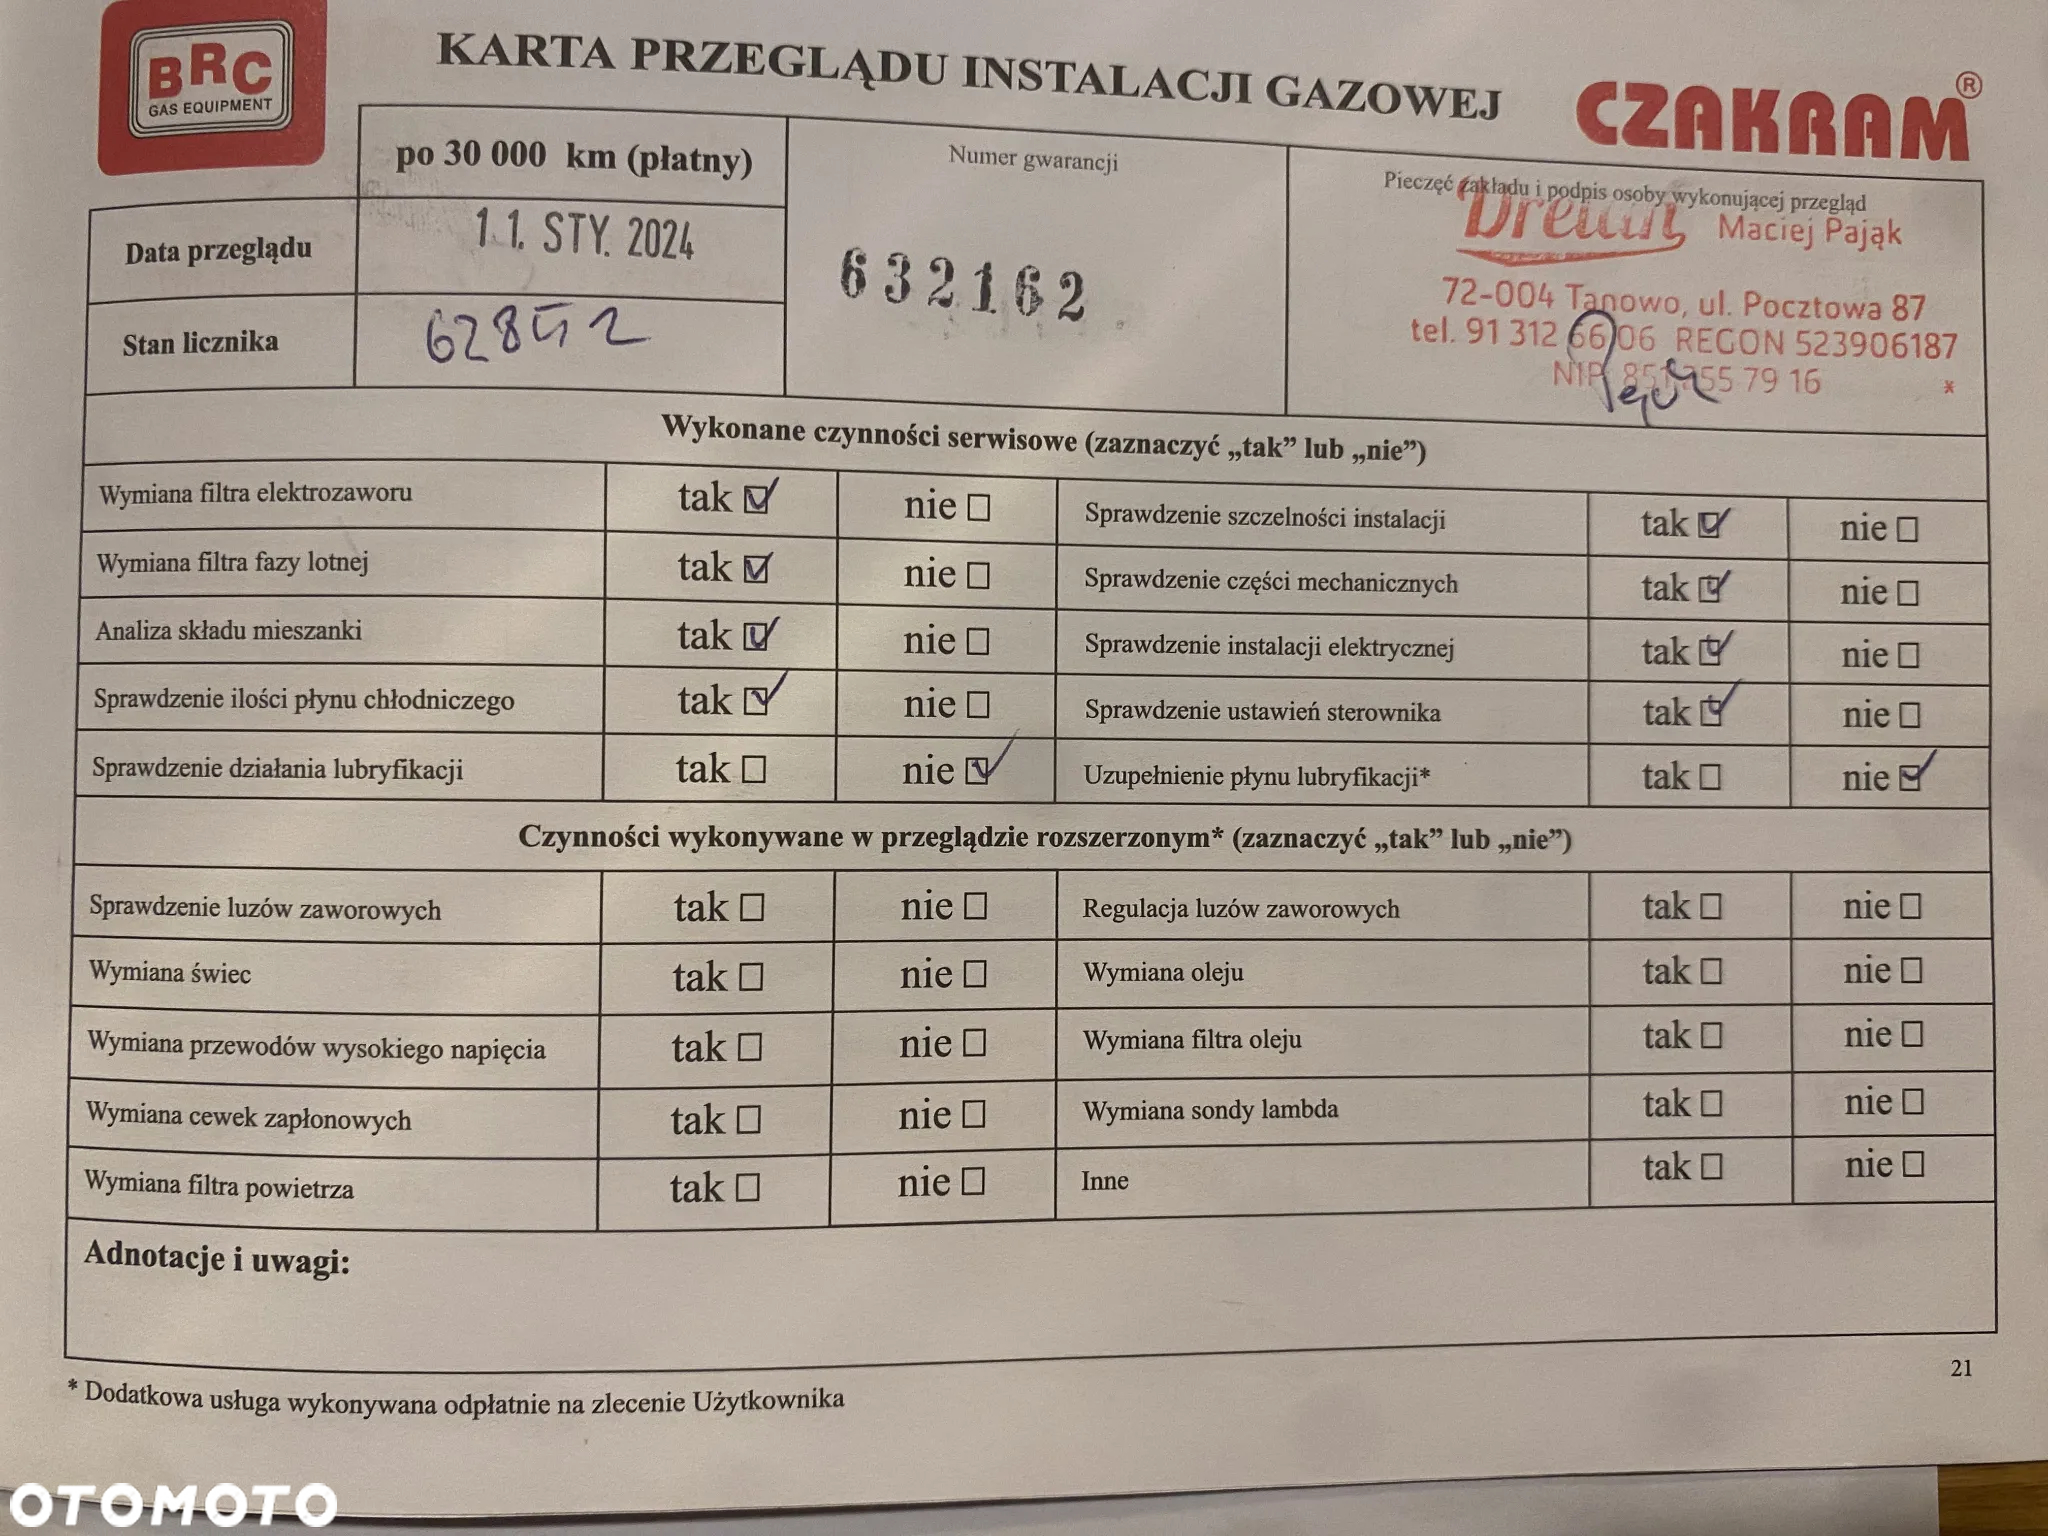 BRC
GAS EQUIPMENT
KARTA PRZEGLĄDU INSTALACJI GAZOWEJ
CZAKRAM®
po 30 000 km (płatny)
Numer gwarancji
Pieczęć zakładu i podpis osoby wykonującej przegląd
Data przeglądu
11. STY. 2024
632162
Maciej Pająk
72-004 Tanowo, ul. Pocztowa 87
tel. 91 312 66 06 REGON 523906187
NIP 79 16
Stan licznika
Wykonane czynności serwisowe (zaznaczyć „tak” lub „nie”)
Wymiana filtra elektrozaworu tak ☑ nie ☐ Sprawdzenie szczelności instalacji tak ☑ nie ☐
Wymiana filtra fazy lotnej tak ☑ nie ☐ Sprawdzenie części mechanicznych tak ☑ nie ☐
Analiza składu mieszanki tak ☑ nie ☐ Sprawdzenie instalacji elektrycznej tak ☑ nie ☐
Sprawdzenie ilości płynu chłodniczego tak ☑ nie ☐ Sprawdzenie ustawień sterownika tak ☑ nie ☐
Sprawdzenie działania lubryfikacji tak ☐ nie ☑ Uzupełnienie płynu lubryfikacji* tak ☐ nie ☑
Czynności wykonywane w przeglądzie rozszerzonym* (zaznaczyć „tak” lub „nie”)
Sprawdzenie luzów zaworowych tak ☐ nie ☐ Regulacja luzów zaworowych tak ☐ nie ☐
Wymiana świec tak ☐ nie ☐ Wymiana oleju tak ☐ nie ☐
Wymiana przewodów wysokiego napięcia tak ☐ nie ☐ Wymiana filtra oleju tak ☐ nie ☐
Wymiana cewek zapłonowych tak ☐ nie ☐ Wymiana sondy lambda tak ☐ nie ☐
Wymiana filtra powietrza tak ☐ nie ☐ Inne tak ☐ nie ☐
Adnotacje i uwagi:
21
* Dodatkowa usługa wykonywana odpłatnie na zlecenie Użytkownika
OTOMOTO